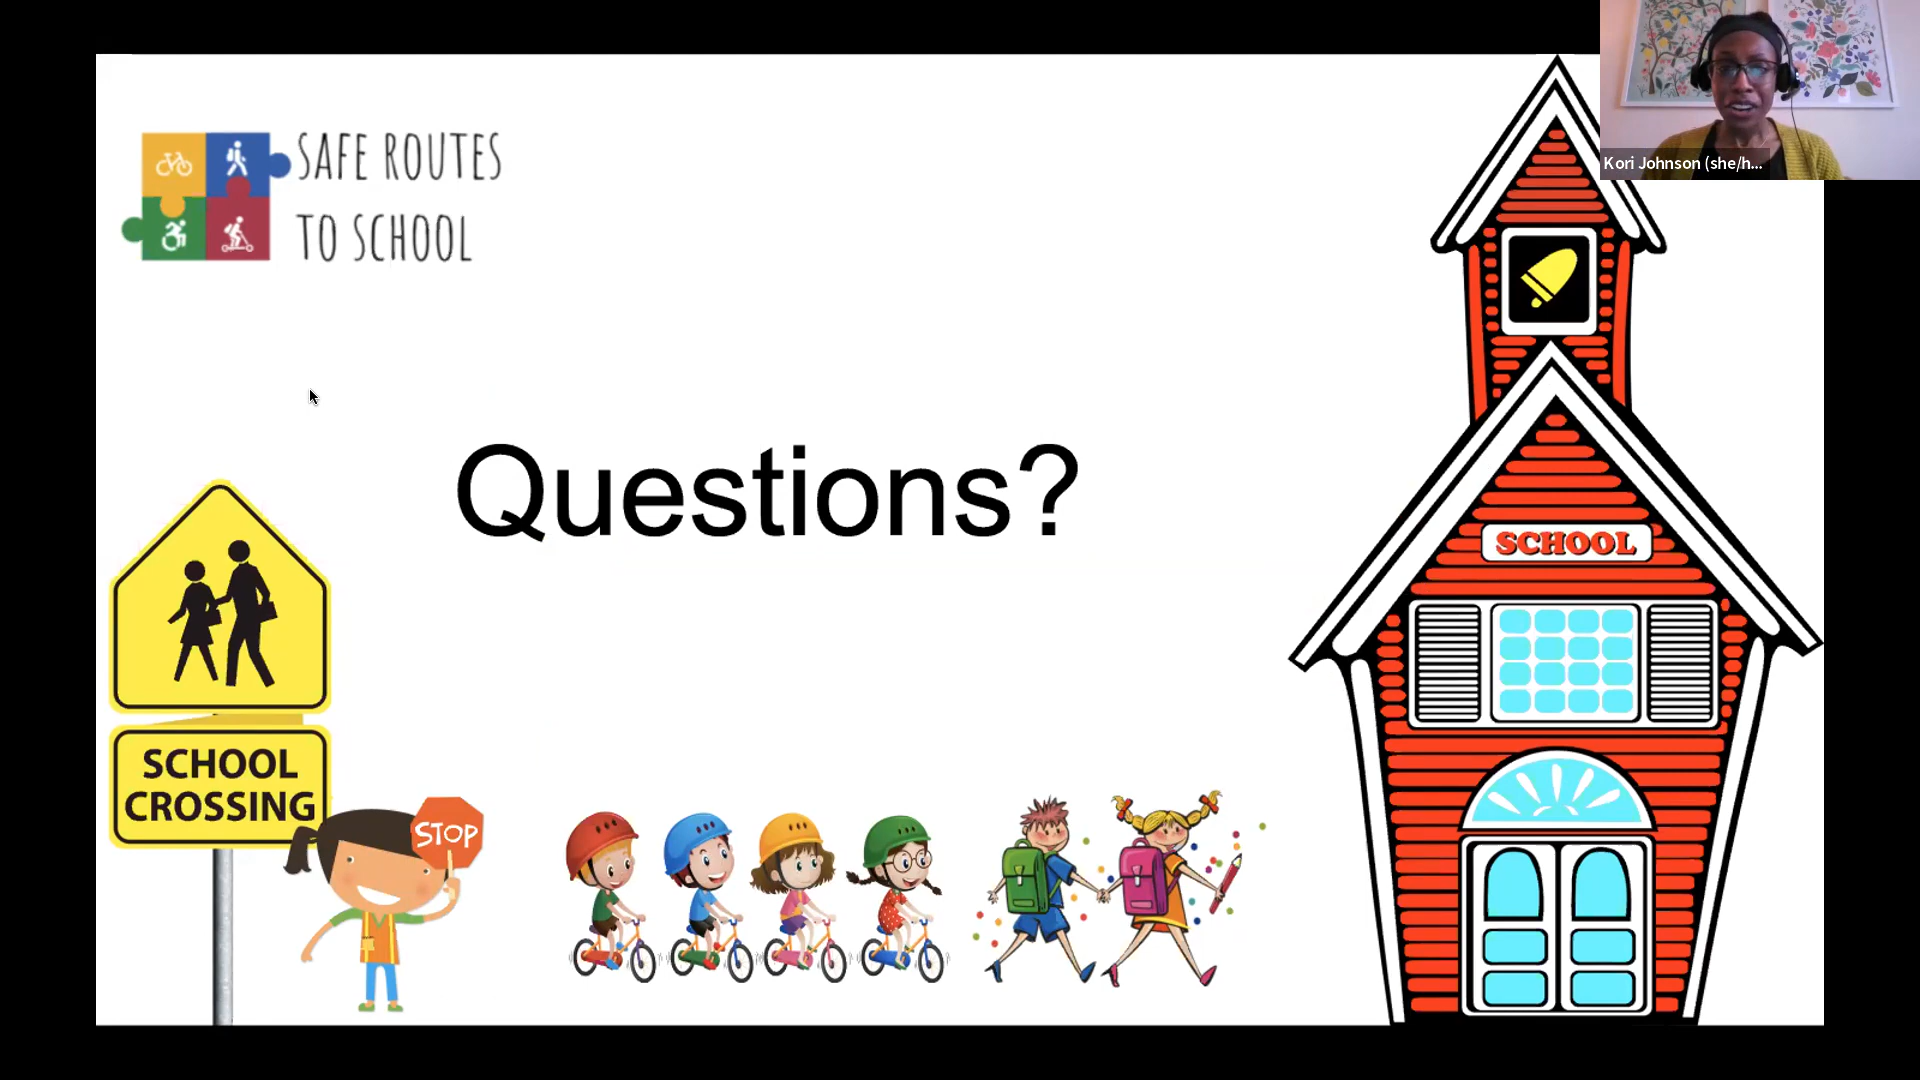 SAFE ROUTES
TO SCHOOL
Kori Johnson (she/h...
Questions?
SCHOOL
SCHOOL
CROSSING
STOP